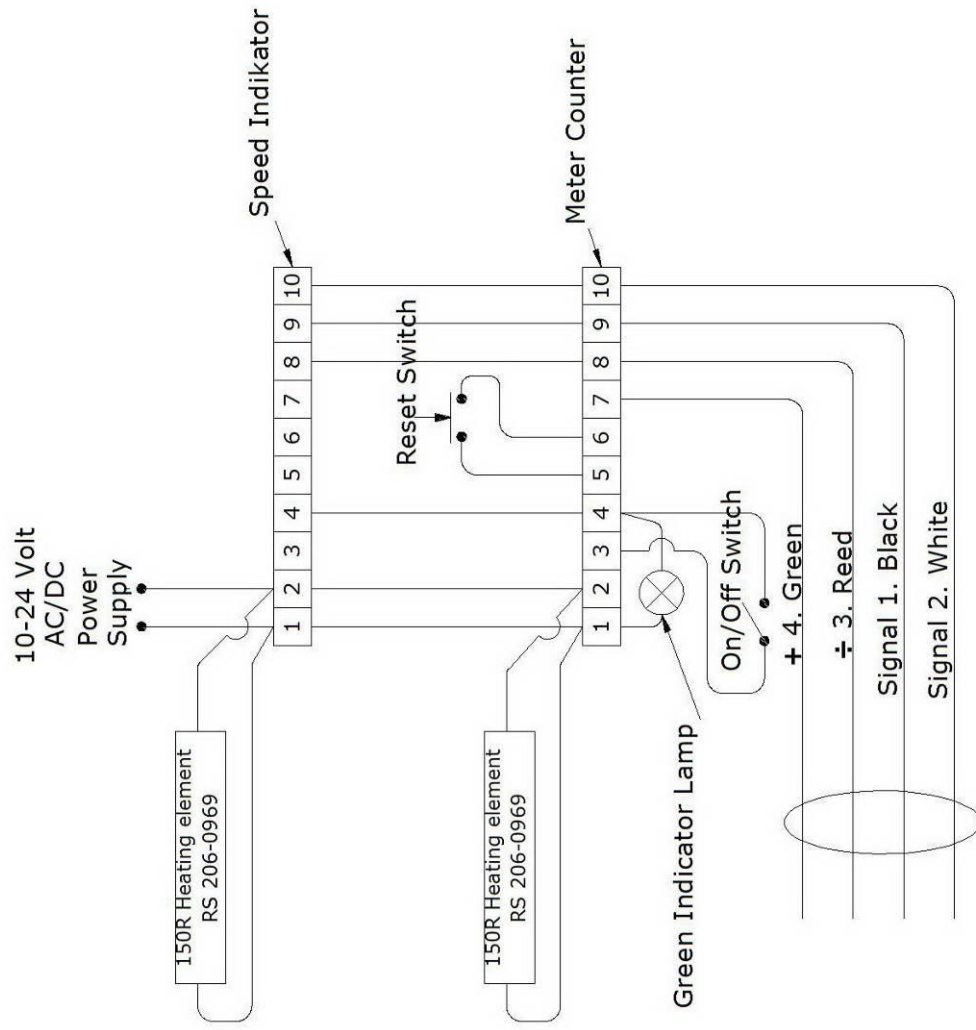 10-24 Volt
AC/DC
Power
Supply
Speed Indikator
1 2 3 4 5 6 7 8 9 10
150R Heating element
RS 206-0969
Reset Switch
Meter Counter
1 2 3 4 5 6 7 8 9 10
150R Heating element
RS 206-0969
Green Indicator Lamp
On/Off Switch
+ 4. Green
÷ 3. Reed
Signal 1. Black
Signal 2. White